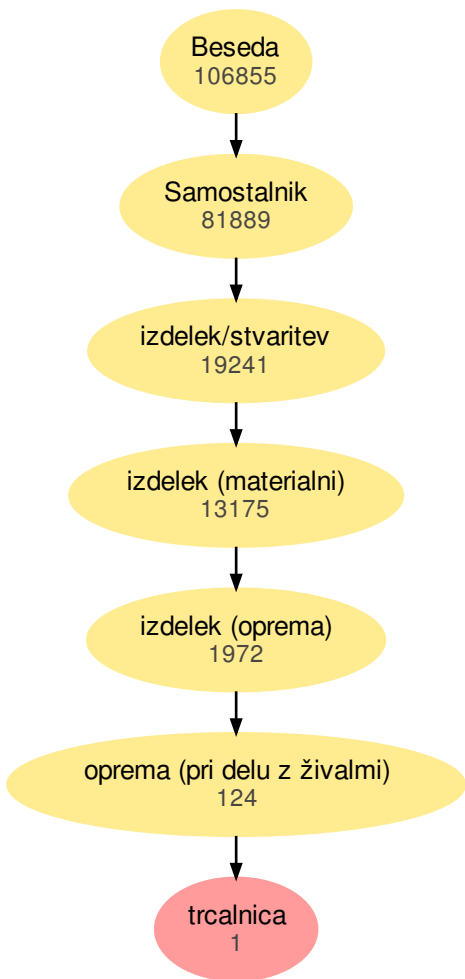 Beseda
106855
Samostalnik
81889
izdelek/stvaritev
19241
izdelek (materialni)
13175
izdelek (oprema)
1972
oprema (pri delu z živalmi)
124
trcalnica
1